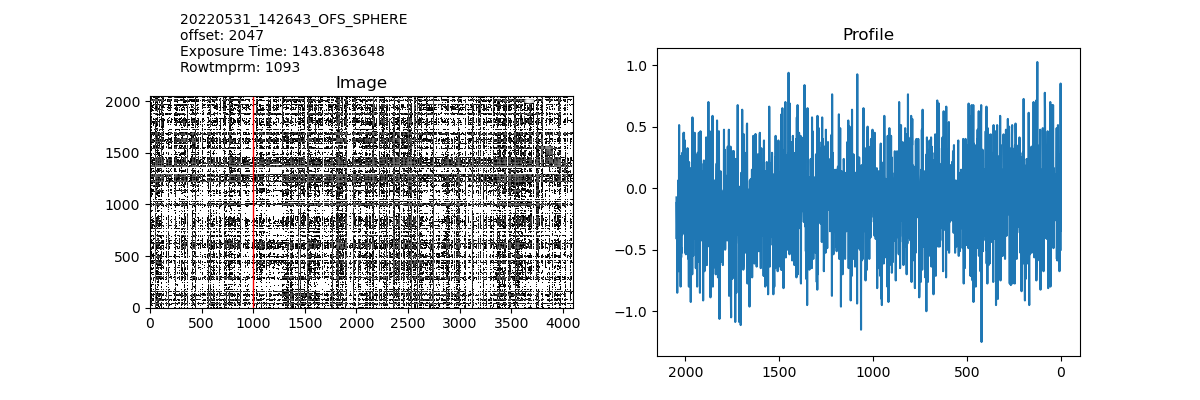 20220531_142643_OFS_SPHERE
offset: 2047
Exposure Time: 143.8363648
Rowtmprm: 1093
Image
2000
1500
1000
500
0
0 500 1000 1500 2000 2500 3000 3500 4000
Profile
1.0
0.5
0.0
−0.5
−1.0
2000 1500 1000 500 0